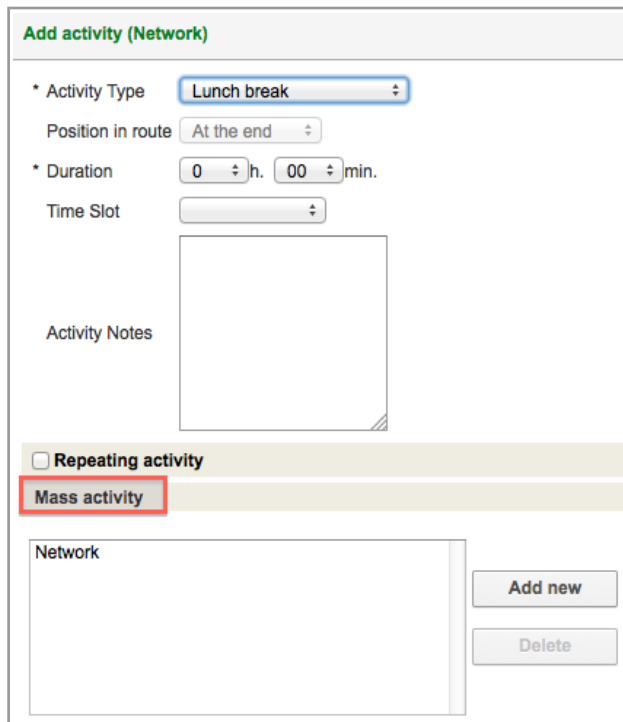 Add activity (Network)
* Activity Type Lunch break
Position in route At the end
* Duration 0 h. 00 min.
Time Slot
Activity Notes
Repeating activity
Mass activity
Network
Add new
Delete